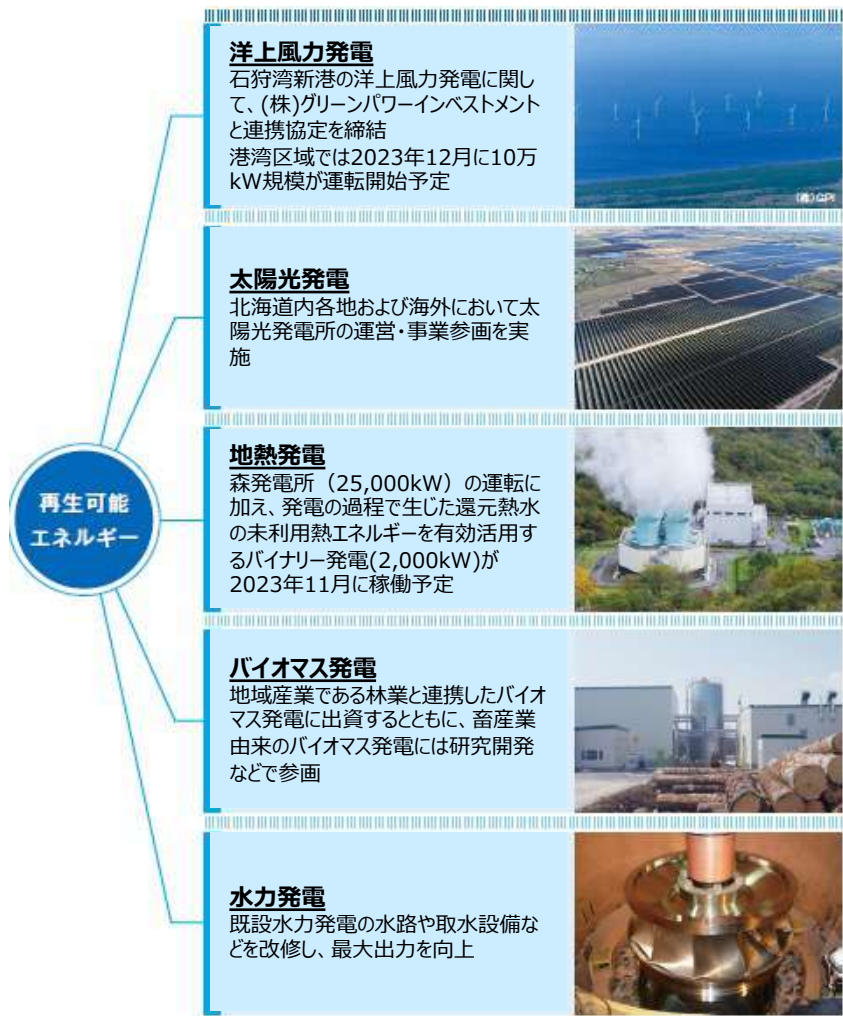 再生可能
エネルギー
洋上風力発電
石狩湾新港の洋上風力発電に関し
て、(株)グリーンパワーインベストメント
と連携協定を締結
港湾区域では2023年12月に10万
kW規模が運転開始予定
(株)GPI
太陽光発電
北海道内各地および海外において太
陽光発電所の運営・事業参画を実
施
地熱発電
森発電所（25,000kW）の運転に
加え、発電の過程で生じた還元熱水
の未利用熱エネルギーを有効活用す
るバイナリー発電(2,000kW)が
2023年11月に稼働予定
バイオマス発電
地域産業である林業と連携したバイオ
マス発電に出資するとともに、畜産業
由来のバイオマス発電には研究開発
などで参画
水力発電
既設水力発電の水路や取水設備な
どを改修し、最大出力を向上